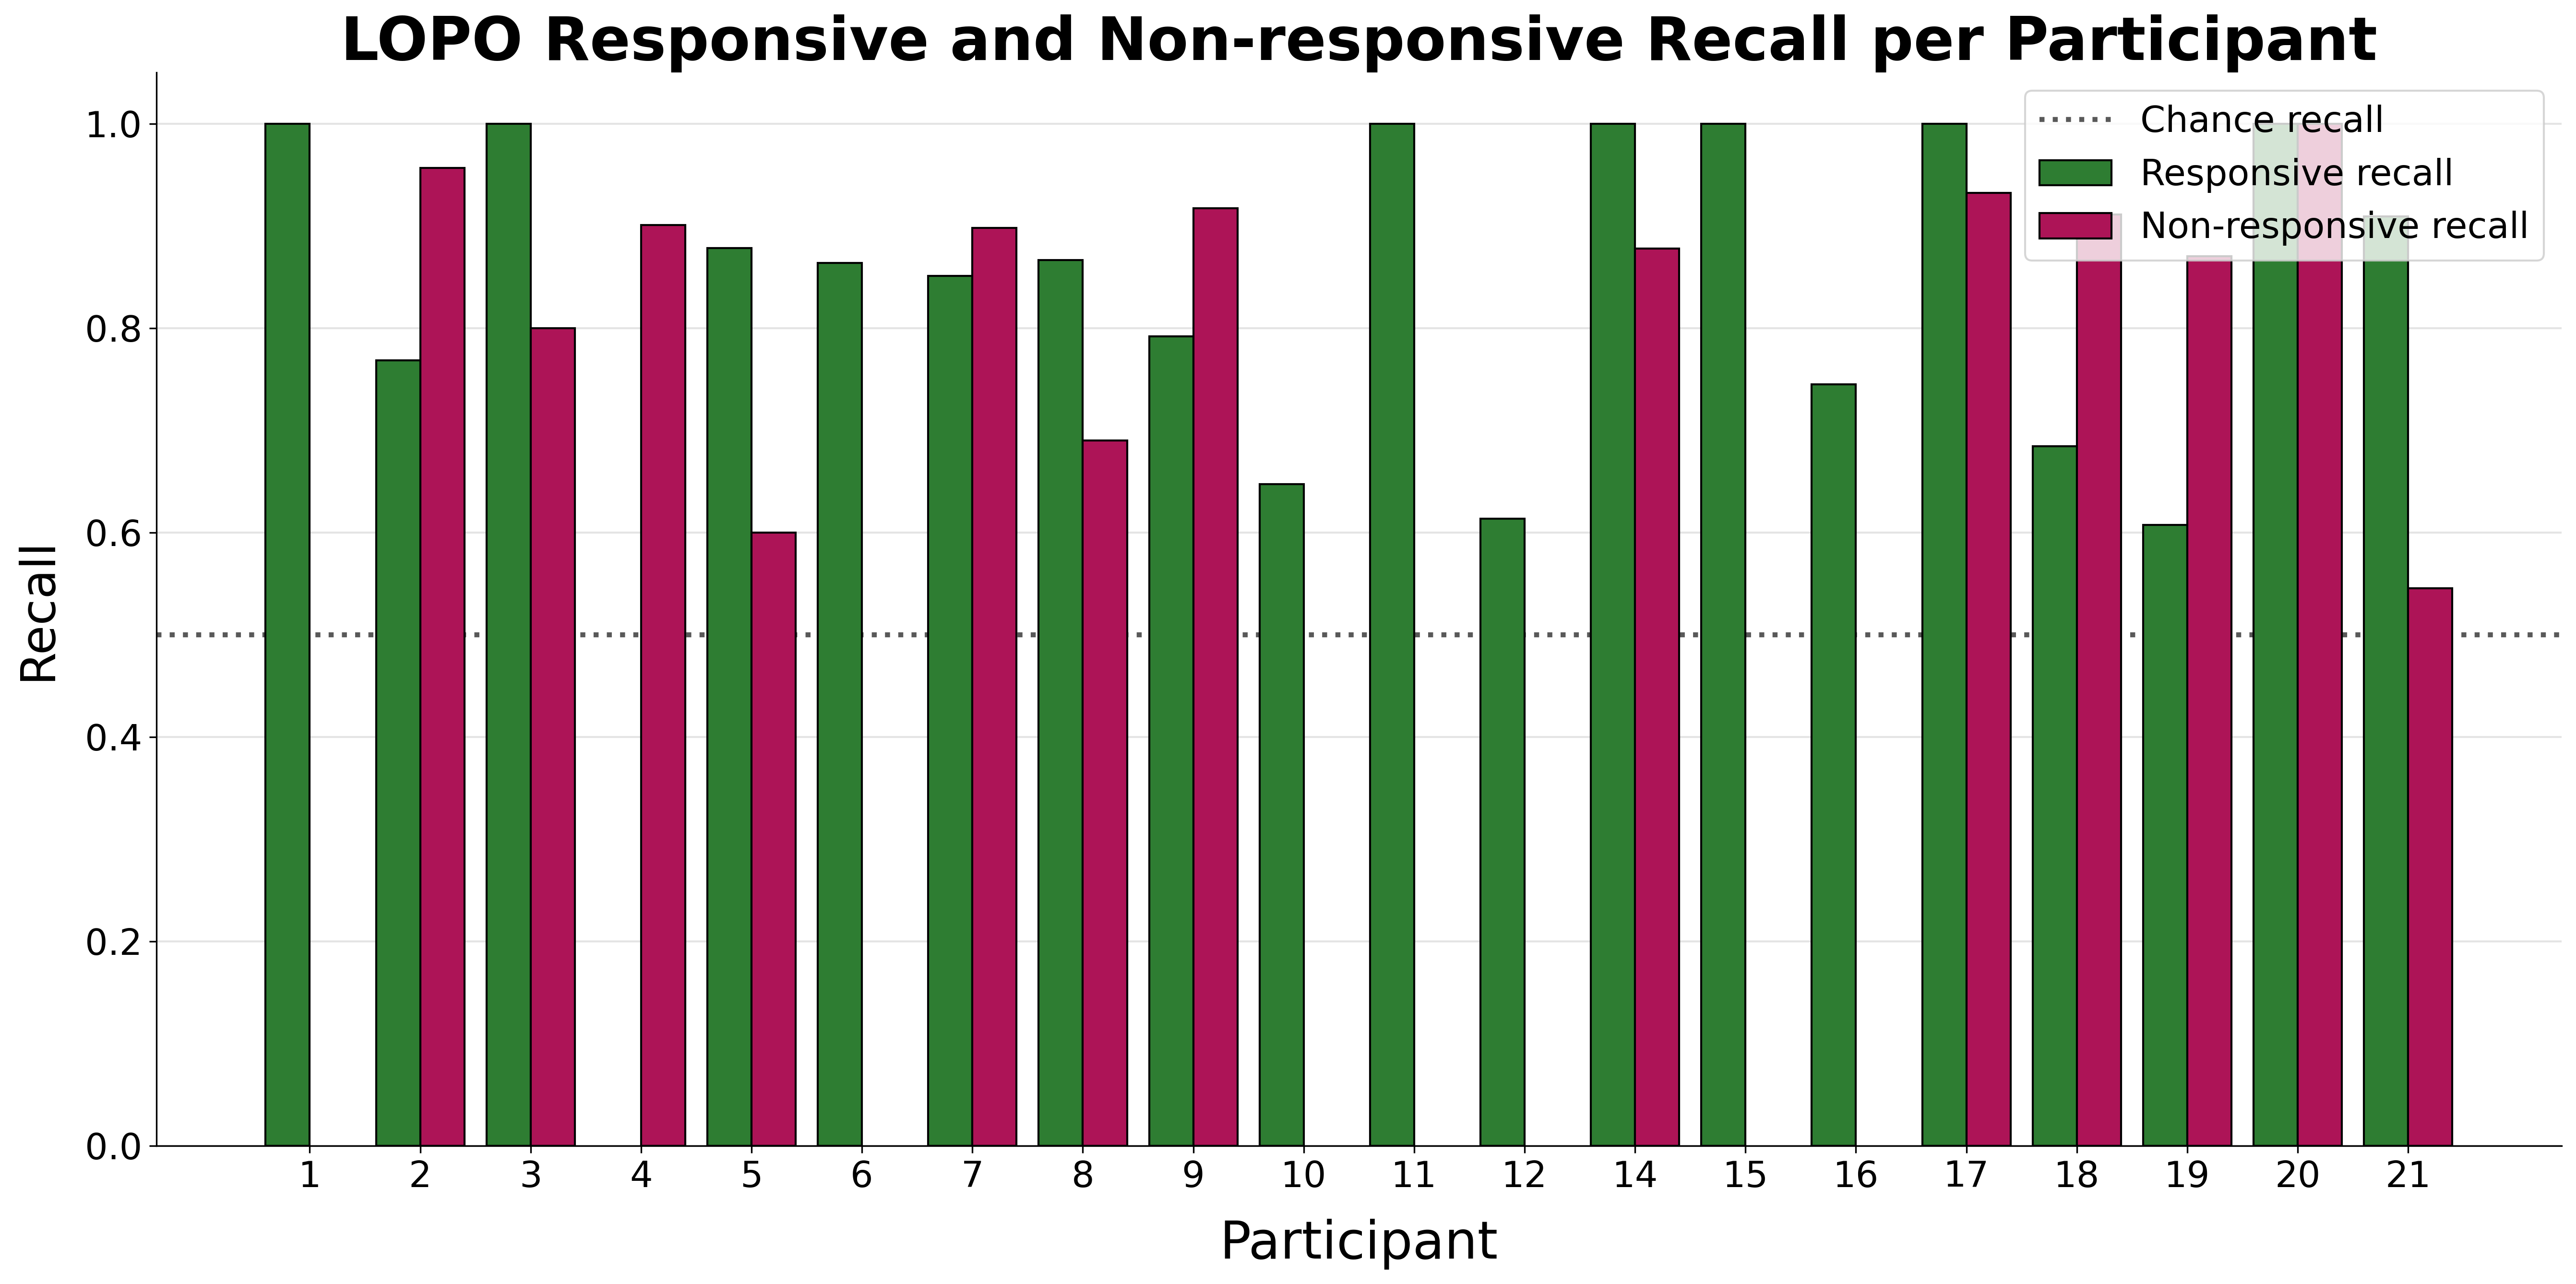 LOPO Responsive and Non-responsive Recall per Participant
Chance recall
Responsive recall
Non-responsive recall
1.0
0.8
0.6
0.4
0.2
0.0
Recall
1 2 3 4 5 6 7 8 9 10 11 12 14 15 16 17 18 19 20 21
Participant